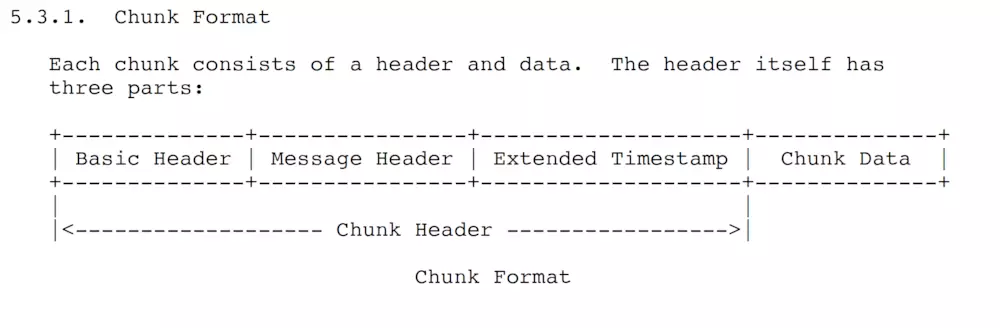 5.3.1.  Chunk Format
Each chunk consists of a header and data.  The header itself has
three parts:
+--------------+----------------+--------------------+--------------+
| Basic Header | Message Header | Extended Timestamp |  Chunk Data  |
+--------------+----------------+--------------------+--------------+
|                                                    |
|<------------------- Chunk Header ----------------->|
Chunk Format